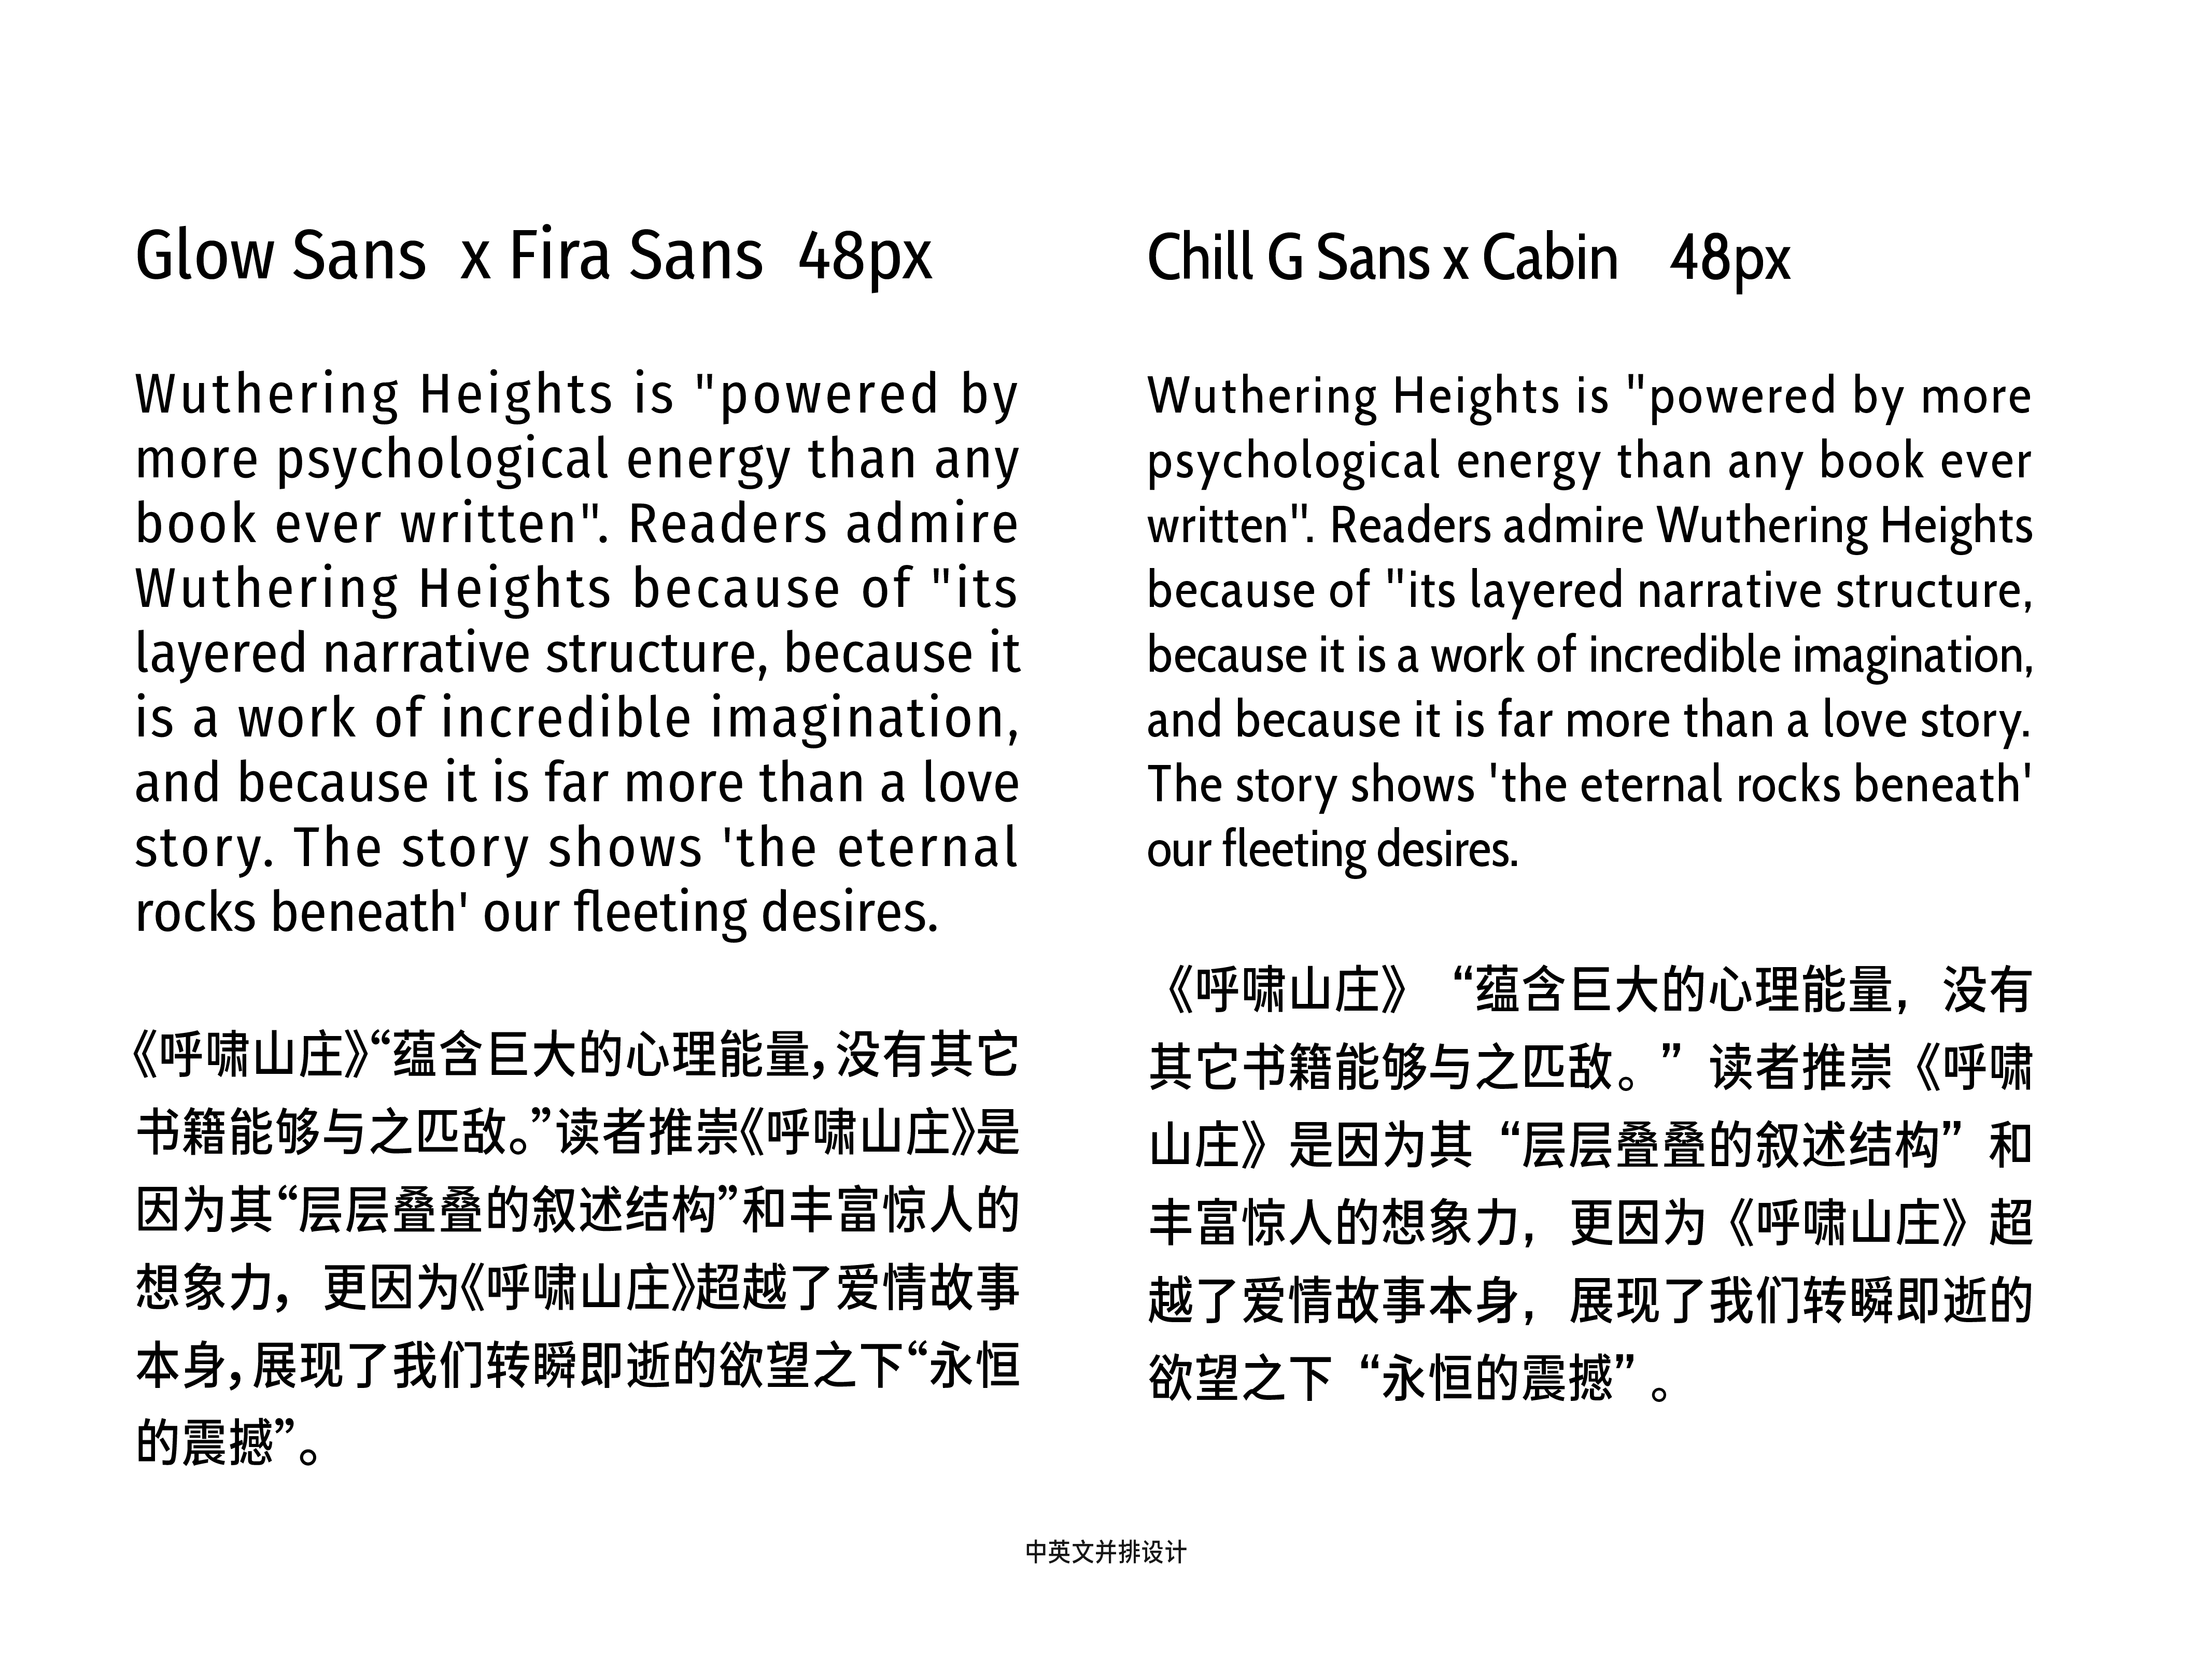 Glow Sans x Fira Sans 48px
Wuthering Heights is "powered by
more psychological energy than any
book ever written". Readers admire
Wuthering Heights because of "its
layered narrative structure, because it
is a work of incredible imagination,
and because it is far more than a love
story. The story shows 'the eternal
rocks beneath' our fleeting desires.
《呼啸山庄》“蕴含巨大的心理能量，没有其它
书籍能够与之匹敌。”读者推崇《呼啸山庄》是
因为其“层层叠叠的叙述结构”和丰富惊人的
想象力，更因为《呼啸山庄》超越了爱情故事
本身，展现了我们转瞬即逝的欲望之下“永恒
的震撼”。
Chill G Sans x Cabin 48px
Wuthering Heights is "powered by more
psychological energy than any book ever
written". Readers admire Wuthering Heights
because of "its layered narrative structure,
because it is a work of incredible imagination,
and because it is far more than a love story.
The story shows 'the eternal rocks beneath'
our fleeting desires.
《呼啸山庄》“蕴含巨大的心理能量，没有
其它书籍能够与之匹敌。”读者推崇《呼啸
山庄》是因为其“层层叠叠的叙述结构”和
丰富惊人的想象力，更因为《呼啸山庄》超
越了爱情故事本身，展现了我们转瞬即逝的
欲望之下“永恒的震撼”。
中英文并排设计